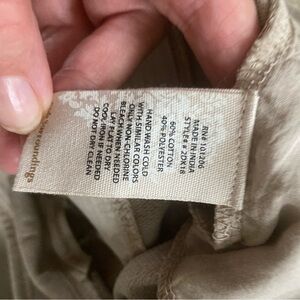 RN# 101206
MADE IN INDIA
STYLE# 20X18
60% COTTON
40% POLYESTER
HAND WASH COLD
WITH SIMILAR COLORS
ONLY NON-CHLORINE
BLEACH WHEN NEEDED
LAY FLAT TO DRY
COOL IRON IF NEEDED
DO NOT DRY CLEAN